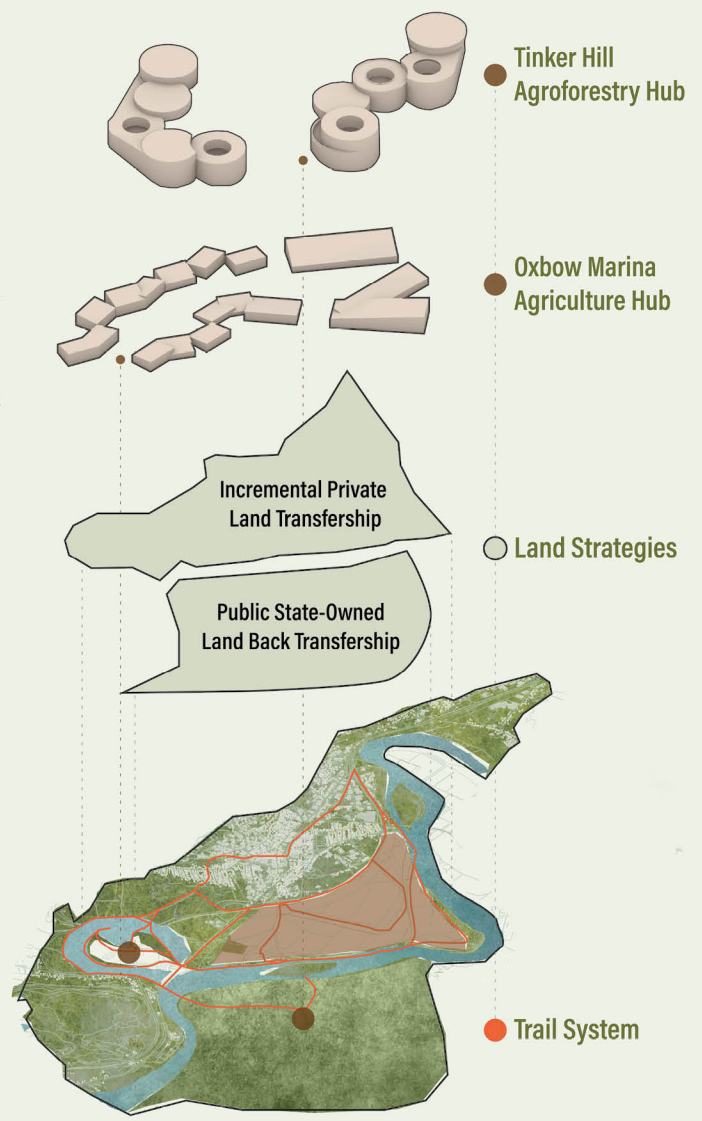 Tinker Hill
Agroforestry Hub
Oxbow Marina
Agriculture Hub
Incremental Private
Land Transfership
Land Strategies
Public State-Owned
Land Back Transfership
Trail System